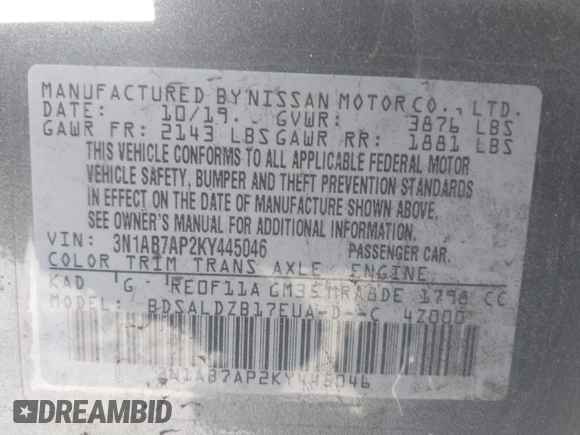 MANUFACTURED BY NISSAN MOTOR CO., LTD.
DATE: 10/19. GVWR: 3876 LBS
GAWR FR: 2143 LBS GAWR RR: 1881 LBS
THIS VEHICLE CONFORMS TO ALL APPLICABLE FEDERAL MOTOR
VEHICLE SAFETY, BUMPER AND THEFT PREVENTION STANDARDS
IN EFFECT ON THE DATE OF MANUFACTURE SHOWN ABOVE.
SEE OWNER'S MANUAL FOR ADDITIONAL INFORMATION.
VIN: 3N1AB7AP2KY445046 PASSENGER CAR.
COLOR TRIM TRANS AXLE ENGINE
KAD G RE0F11A GM35 MRA8DE 1798 CC
MODEL BDSALDZB17EUA-D--C 4Z000
3N1AB7AP2KY445046
DREAMBID